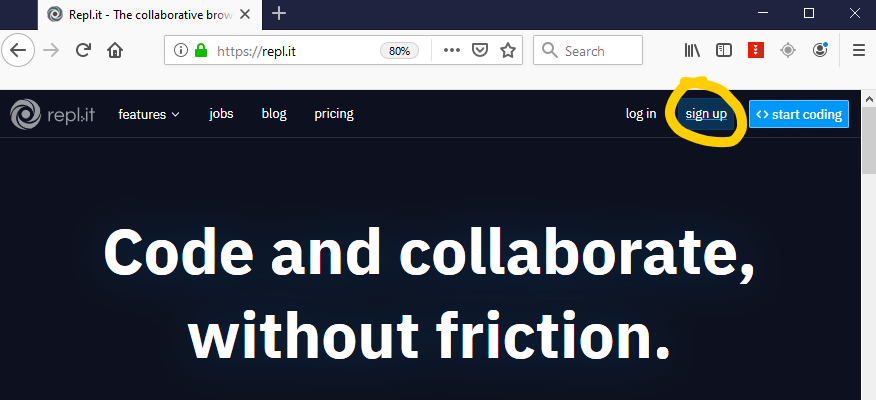 Repl.it - The collaborative brow
https://repl.it
80%
Search
repl.it
features
jobs
blog
pricing
log in
sign up
<> start coding
Code and collaborate,
without friction.